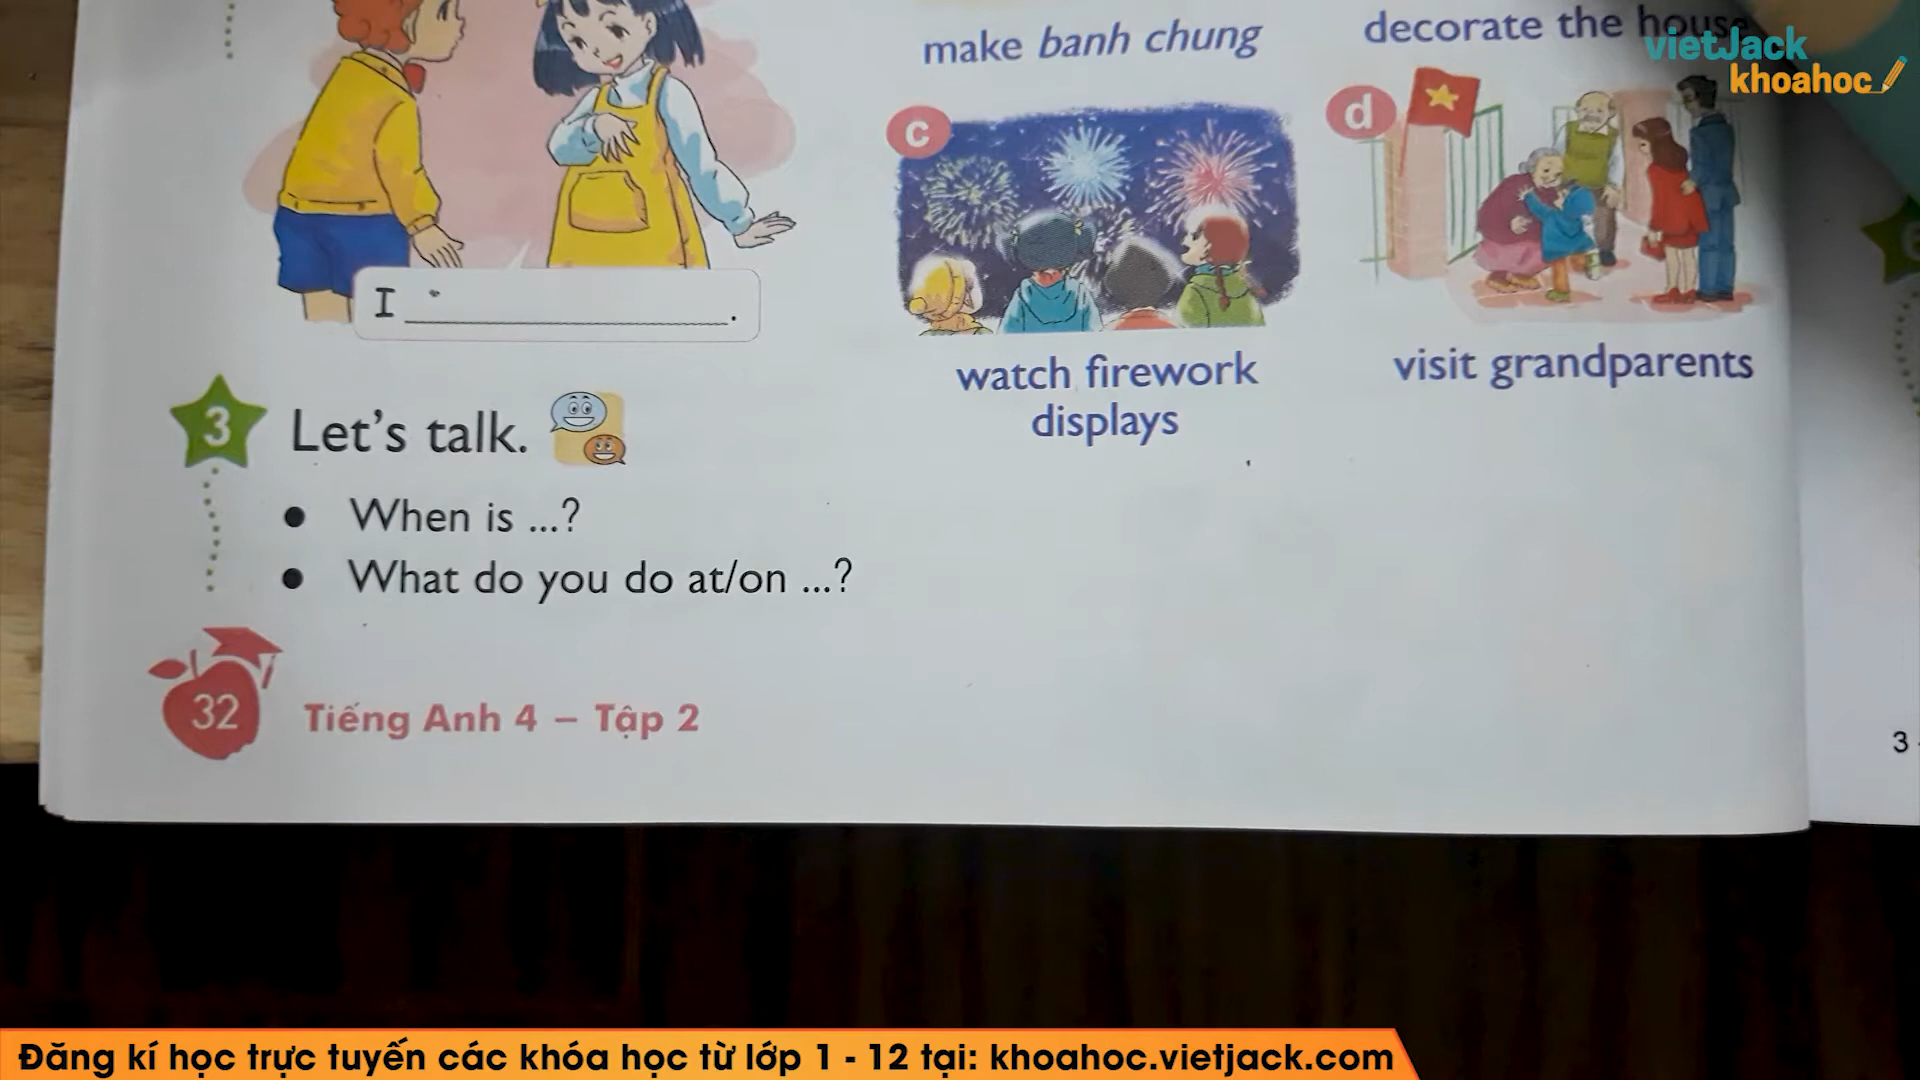 make banh chung
decorate the house
vietJack
khoahoc
c
d
I ____________________.
watch firework
displays
visit grandparents
3 Let's talk.
• When is ...?
• What do you do at/on ...?
32 Tiếng Anh 4 – Tập 2
3
Đăng kí học trực tuyến các khóa học từ lớp 1 - 12 tại: khoahoc.vietjack.com